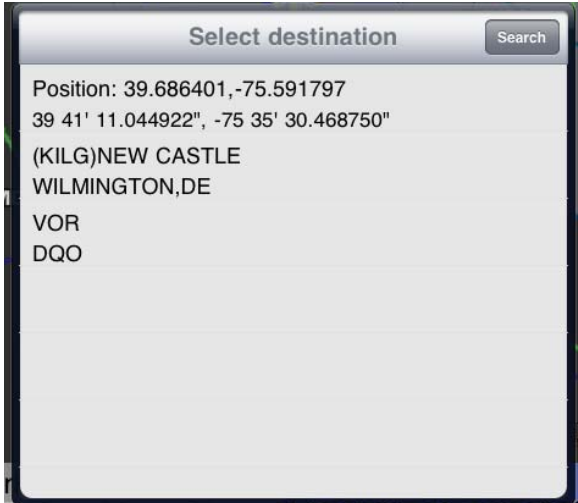 Select destination
Search
Position: 39.686401,-75.591797
39 41' 11.044922", -75 35' 30.468750"
(KILG)NEW CASTLE
WILMINGTON,DE
VOR
DQO